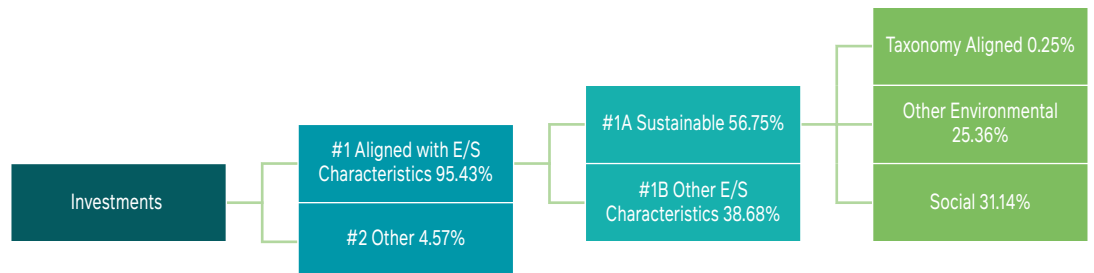 Investments
#1 Aligned with E/S
Characteristics 95.43%
#2 Other 4.57%
#1A Sustainable 56.75%
#1B Other E/S
Characteristics 38.68%
Taxonomy Aligned 0.25%
Other Environmental
25.36%
Social 31.14%